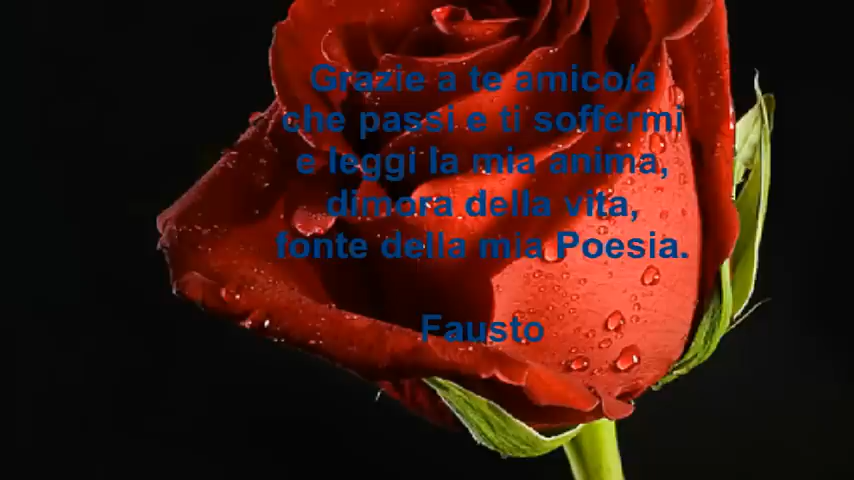 Grazie a te amico/a
che passi e ti soffermi
e leggi la mia anima,
dimora della vita,
fonte della mia Poesia.
Fausto